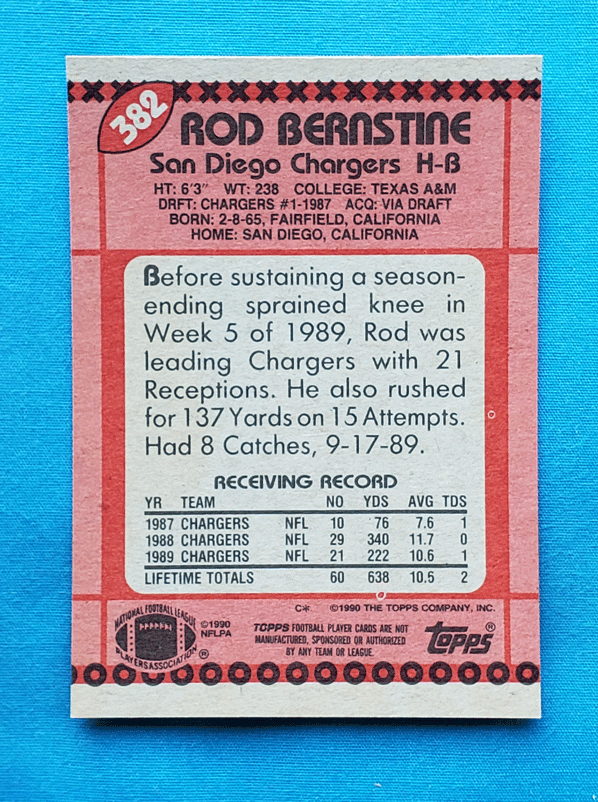 382
ROD BERNSTINE
San Diego Chargers H-B
HT: 6'3" WT: 238 COLLEGE: TEXAS A&M
DRFT: CHARGERS #1-1987 ACQ: VIA DRAFT
BORN: 2-8-65, FAIRFIELD, CALIFORNIA
HOME: SAN DIEGO, CALIFORNIA
Before sustaining a season-
ending sprained knee in
Week 5 of 1989, Rod was
leading Chargers with 21
Receptions. He also rushed
for 137 Yards on 15 Attempts.
Had 8 Catches, 9-17-89.
RECEIVING RECORD
YR TEAM NO YDS AVG TDS
1987 CHARGERS NFL 10 76 7.6 1
1988 CHARGERS NFL 29 340 11.7 0
1989 CHARGERS NFL 21 222 10.6 1
LIFETIME TOTALS 60 638 10.5 2
C* ©1990 THE TOPPS COMPANY, INC.
NATIONAL FOOTBALL LEAGUE
PLAYERS ASSOCIATION ®
©1990
NFLPA
TOPPS FOOTBALL PLAYER CARDS ARE NOT
MANUFACTURED, SPONSORED OR AUTHORIZED
BY ANY TEAM OR LEAGUE.
TOPPS ®